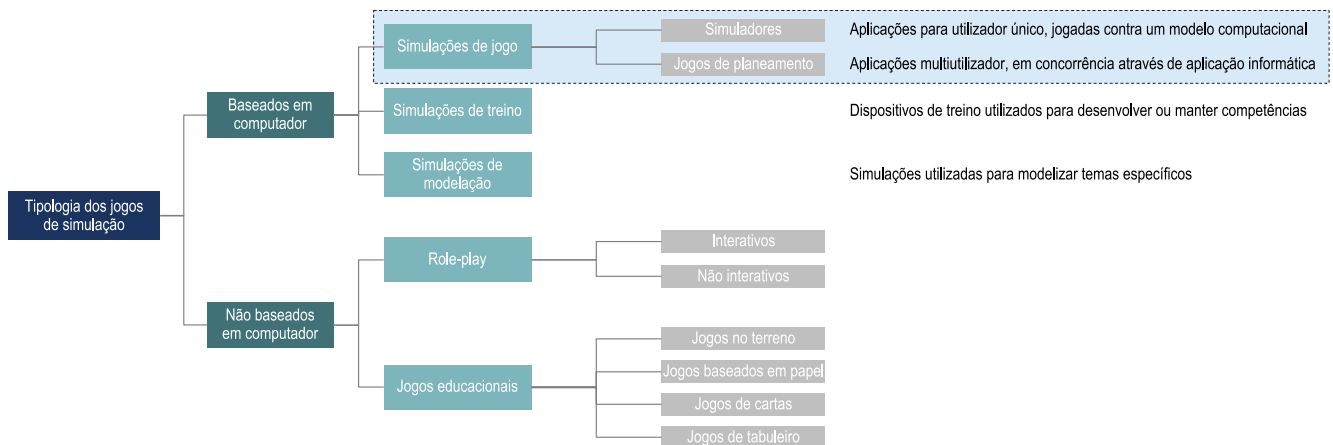 Simulações de jogo
Simuladores
Aplicações para utilizador único, jogadas contra um modelo computacional
Jogos de planeamento
Aplicações multiutilizador, em concorrência através de aplicação informática
Baseados em
computador
Simulações de treino
Dispositivos de treino utilizados para desenvolver ou manter competências
Simulações de
modelação
Simulações utilizadas para modelizar temas específicos
Tipologia dos jogos
de simulação
Role-play
Interativos
Não interativos
Não baseados
em computador
Jogos educacionais
Jogos no terreno
Jogos baseados em papel
Jogos de cartas
Jogos de tabuleiro